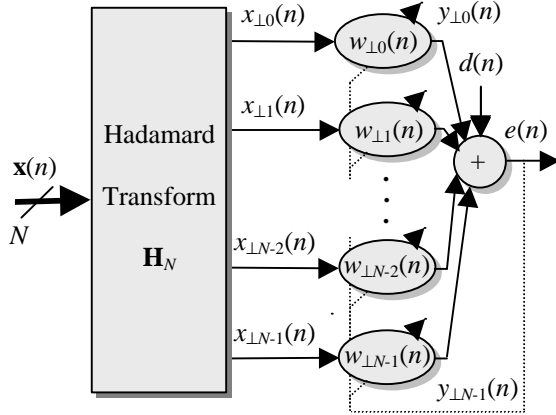 x⊥0(n)
y⊥0(n)
w⊥0(n)
d(n)
x⊥1(n)
w⊥1(n)
e(n)
Hadamard
Transform
H_N
x(n)
N
+
x⊥N-2(n)
w⊥N-2(n)
x⊥N-1(n)
w⊥N-1(n)
y⊥N-1(n)